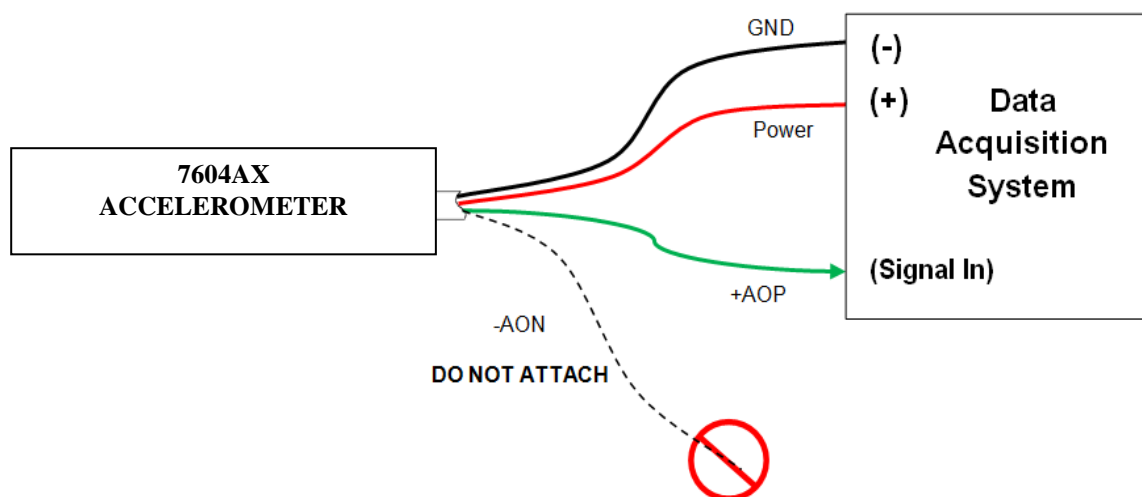 GND
(-)
(+)
Data
Acquisition
System
Power
7604AX
ACCELEROMETER
(Signal In)
+AOP
-AON
DO NOT ATTACH